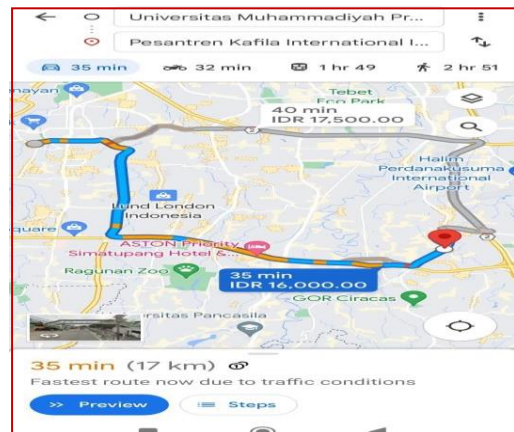 Universitas Muhammadiyah Pr...
Pesantren Kafila International I...
35 min
32 min
1 hr 49
2 hr 51
nayan
Tebet
Eco Park
40 min
IDR 17,500.00
Halim
Perdanakusuma
International
Airport
Lund London
Indonesia
quare
ASTON Priority
Simatupang Hotel &...
Ragunan Zoo
35 min
IDR 16,000.00
GOR Ciracas
ersitas Pancasila
35 min (17 km)
Fastest route now due to traffic conditions
Preview
Steps